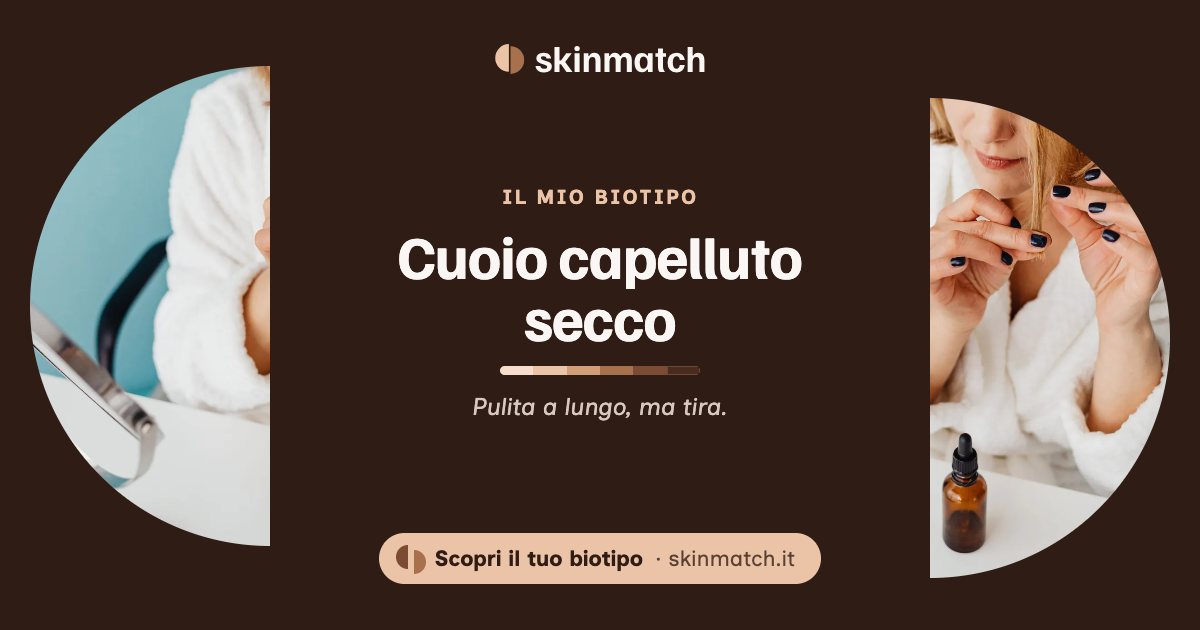 skinmatch
IL MIO BIOTIPO
Cuoio capelluto
secco
Pulita a lungo, ma tira.
Scopri il tuo biotipo · skinmatch.it